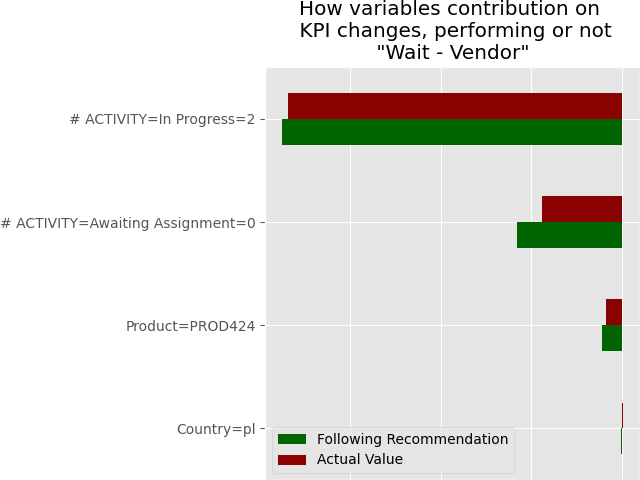 How variables contribution on
KPI changes, performing or not
"Wait - Vendor"
# ACTIVITY=In Progress=2
# ACTIVITY=Awaiting Assignment=0
Product=PROD424
Country=pl
Following Recommendation
Actual Value